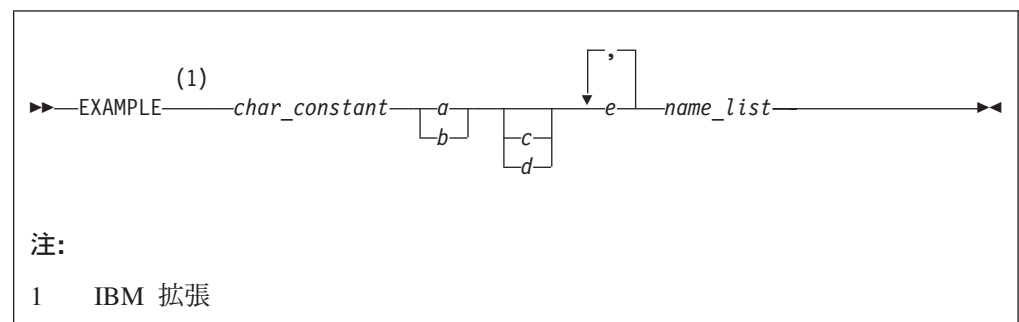 ,
(1)
EXAMPLE char_constant a e name_list
b c
d
注:
1 IBM 拡張